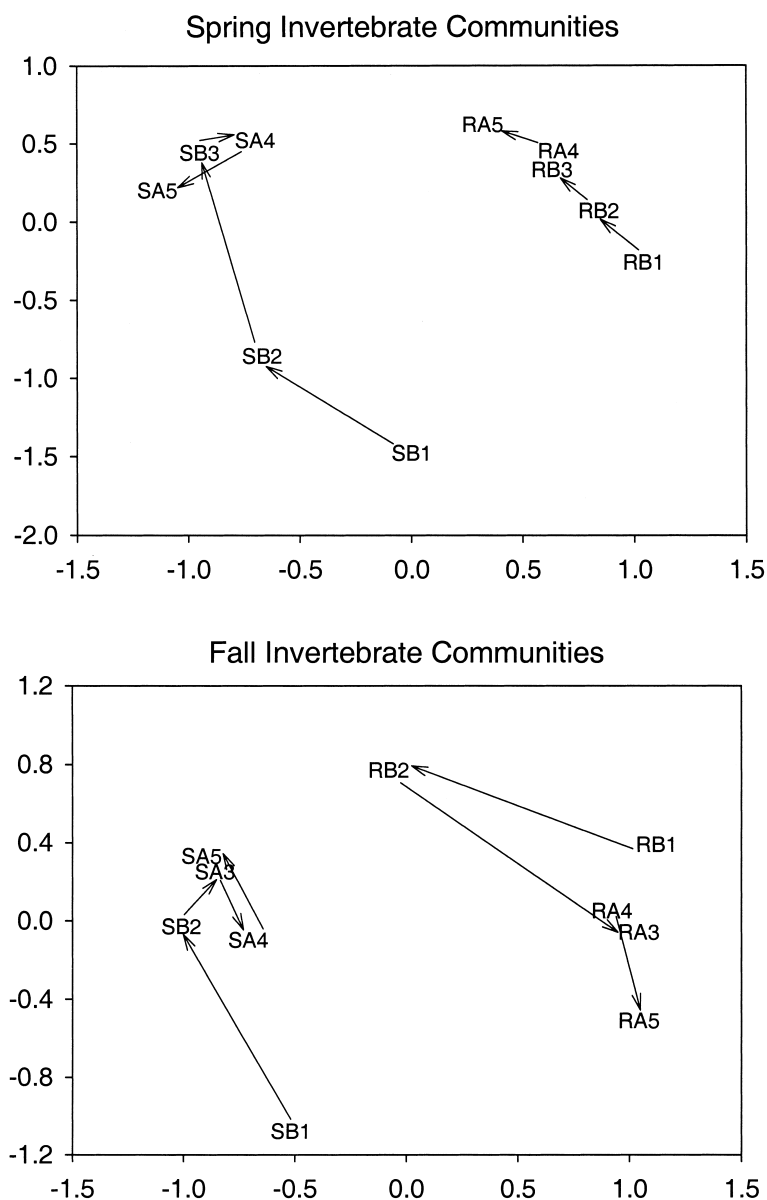 Spring Invertebrate Communities
1.0
RA5
0.5
SA4
RA4
SB3
RB3
SA5
RB2
0.0
RB1
-0.5
SB2
-1.0
SB1
-1.5
-2.0
-1.5 -1.0 -0.5 0.0 0.5 1.0 1.5
Fall Invertebrate Communities
1.2
0.8
RB2
0.4
RB1
SA5
SA3
RA4
0.0
SB2
RA3
SA4
-0.4
RA5
-0.8
SB1
-1.2
-1.5 -1.0 -0.5 0.0 0.5 1.0 1.5